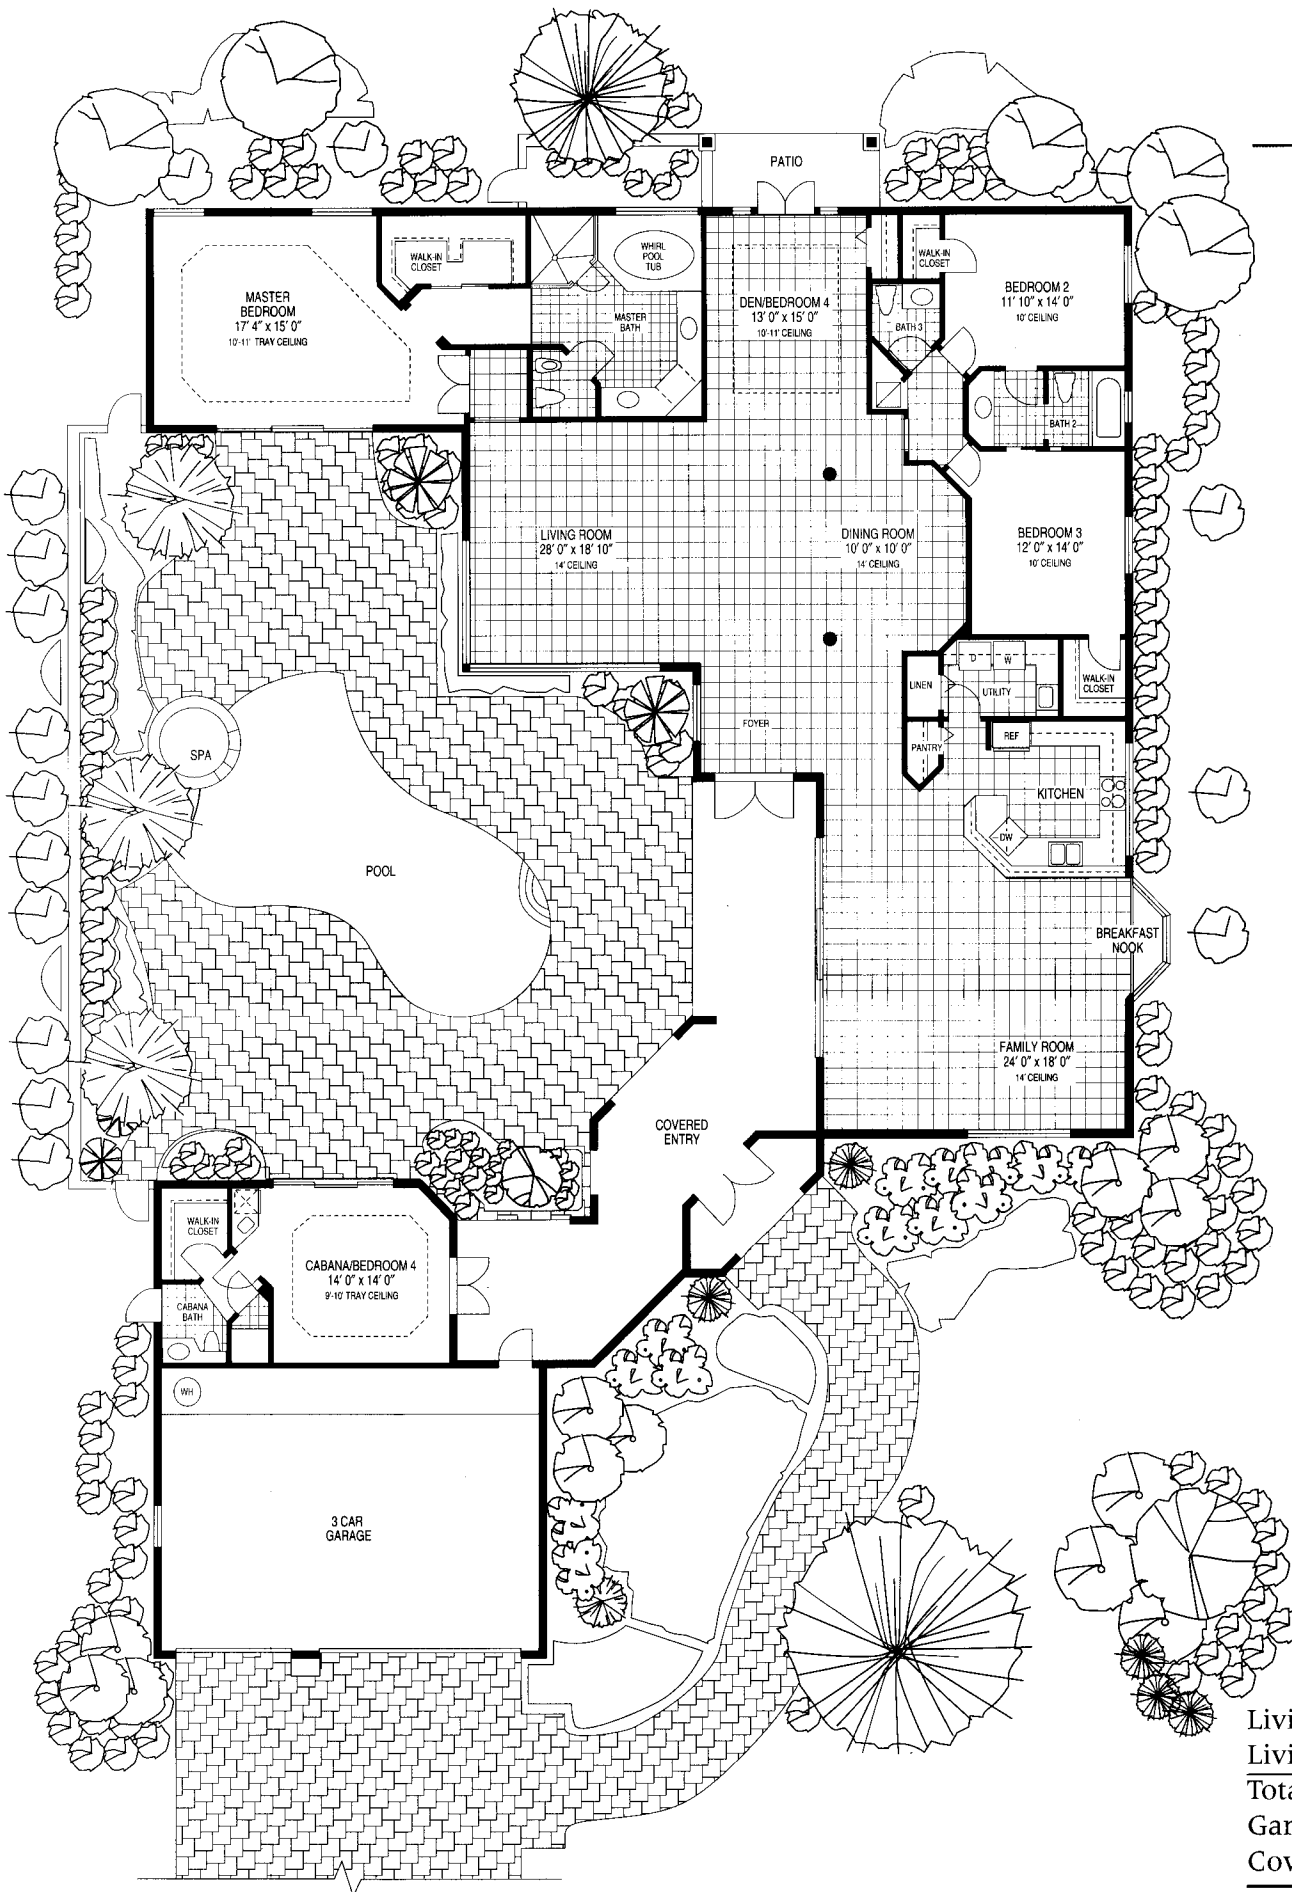 PATIO
WALK-IN
CLOSET
WHIRL
POOL
TUB
WALK-IN
CLOSET
MASTER
BEDROOM
17' 4" x 15' 0"
10'-11' TRAY CEILING
MASTER
BATH
DEN/BEDROOM 4
13' 0" x 15' 0"
10'-11' CEILING
BATH 3
BEDROOM 2
11' 10" x 14' 0"
10' CEILING
BATH 2
LIVING ROOM
28' 0" x 18' 10"
14' CEILING
DINING ROOM
10' 0" x 10' 0"
14' CEILING
BEDROOM 3
12' 0" x 14' 0"
10' CEILING
D
W
LINEN
UTILITY
WALK-IN
CLOSET
FOYER
PANTRY
REF
SPA
KITCHEN
DW
POOL
BREAKFAST
NOOK
FAMILY ROOM
24' 0" x 18' 0"
14' CEILING
COVERED
ENTRY
WALK-IN
CLOSET
CABANA/BEDROOM 4
14' 0" x 14' 0"
9'-10' TRAY CEILING
CABANA
BATH
WH
3 CAR
GARAGE
Livi
Livi
Tota
Gar
Cov